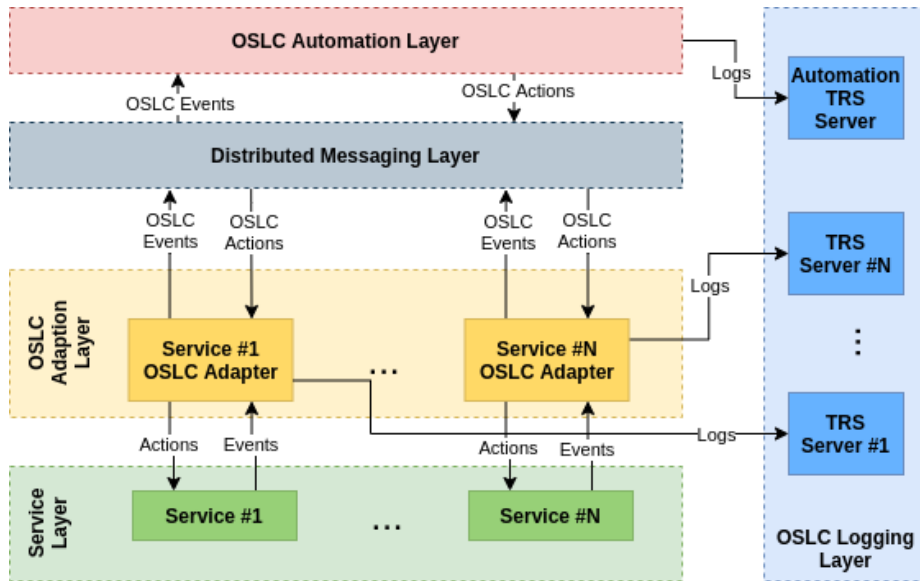 OSLC Automation Layer
Logs
Automation
TRS
Server
OSLC Events
OSLC Actions
Distributed Messaging Layer
OSLC
Events
OSLC
Actions
OSLC
Events
OSLC
Actions
TRS
Server #N
Logs
OSLC
Adaption
Layer
Service #1
OSLC Adapter
...
Service #N
OSLC Adapter
...
TRS
Server #1
Logs
Actions
Events
Actions
Events
Service
Layer
Service #1
...
Service #N
OSLC Logging
Layer